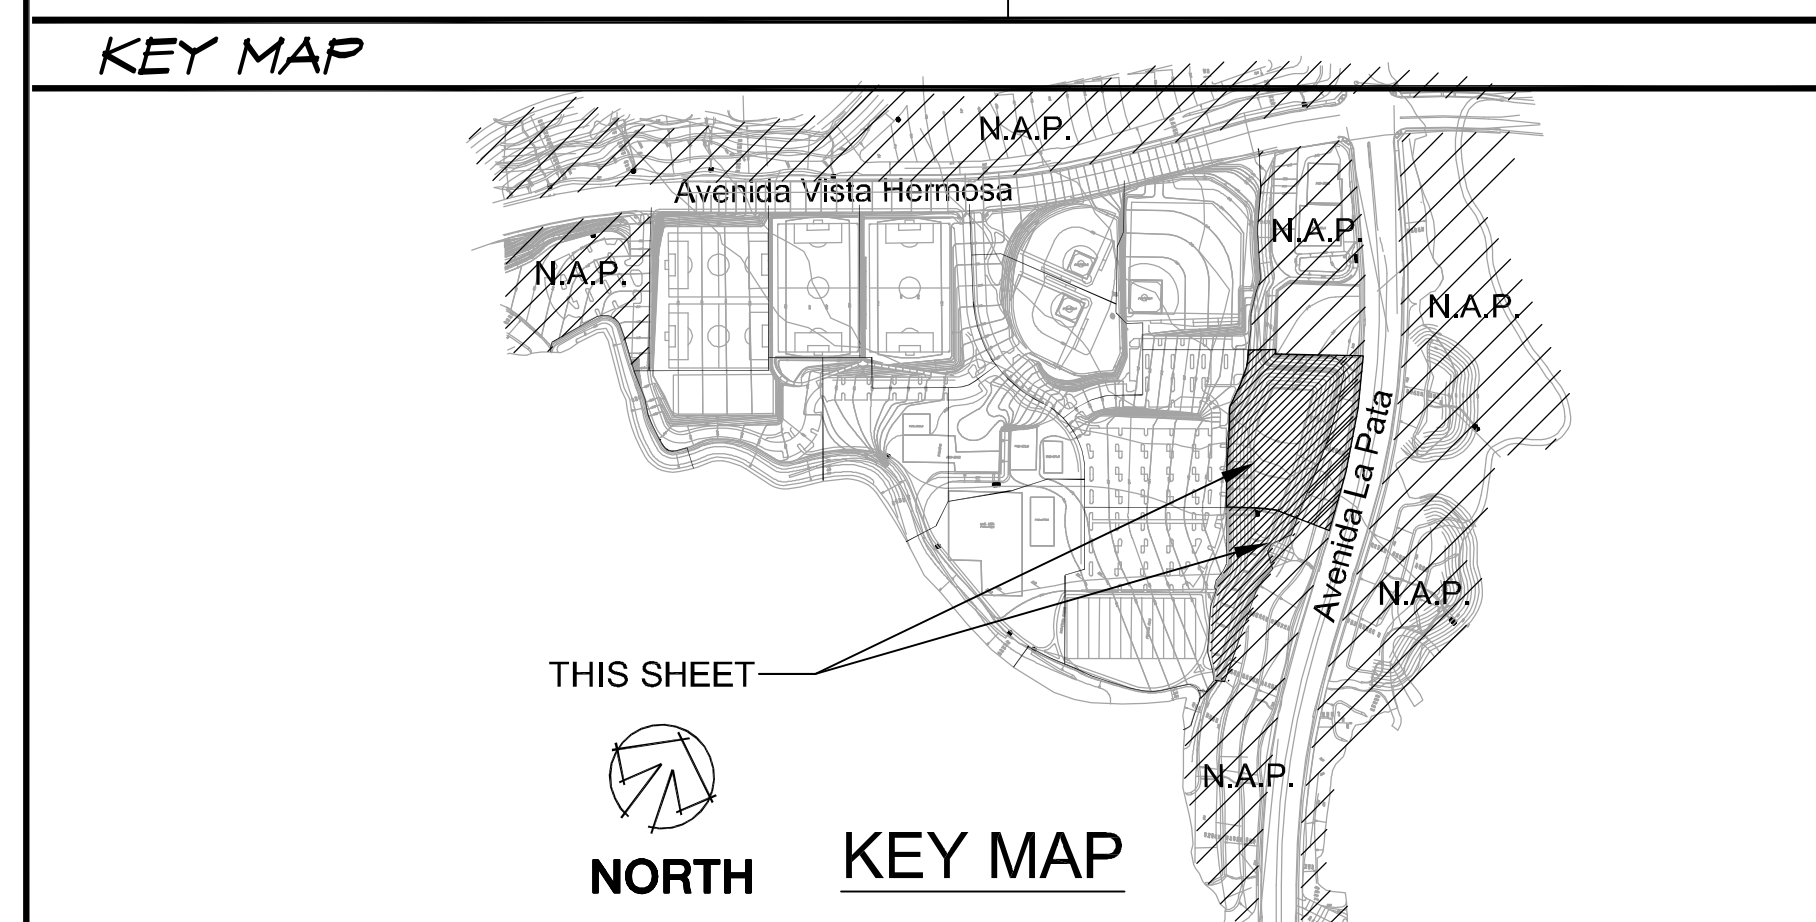 KEY MAP
N.A.P.
Avenida Vista Hermosa
N.A.P.
N.A.P.
N.A.P.
Avenida La Pata
N.A.P.
THIS SHEET
N.A.P.
NORTH
KEY MAP